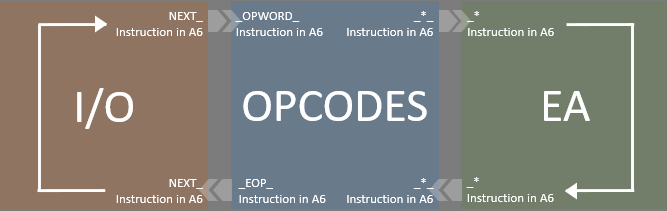 NEXT_
Instruction in A6
_OPWORD_
Instruction in A6
_*_
Instruction in A6
_*
Instruction in A6
I/O
OPCODES
EA
NEXT_
Instruction in A6
_EOP_
Instruction in A6
_*_
Instruction in A6
_*
Instruction in A6